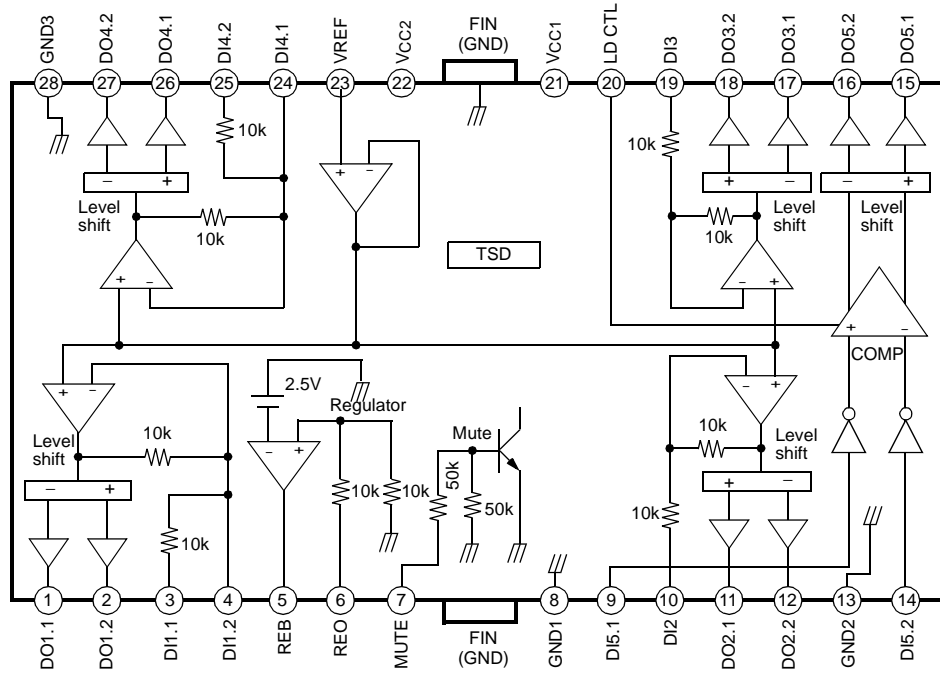 GND3
DO4.2
DO4.1
DI4.2
DI4.1
VREF
VCC2
FIN
(GND)
VCC1
LD CTL
DI3
DO3.2
DO3.1
DO5.2
DO5.1
28
27
26
25
24
23
22
21
20
19
18
17
16
15
10k
10k
+
−
−
+
Level
shift
10k
+
−
−
+
+
−
Level
shift
10k
−
+
Level
shift
TSD
−
+
+
−
COMP
+
−
2.5V
Regulator
−
+
Level
shift
10k
−
+
−
+
10k
10k
10k
50k
Mute
50k
10k
Level
shift
+
−
10k
1
2
3
4
5
6
7
8
9
10
11
12
13
14
DO1.1
DO1.2
DI1.1
DI1.2
REB
REO
MUTE
FIN
(GND)
GND1
DI5.1
DI2
DO2.1
DO2.2
GND2
DI5.2